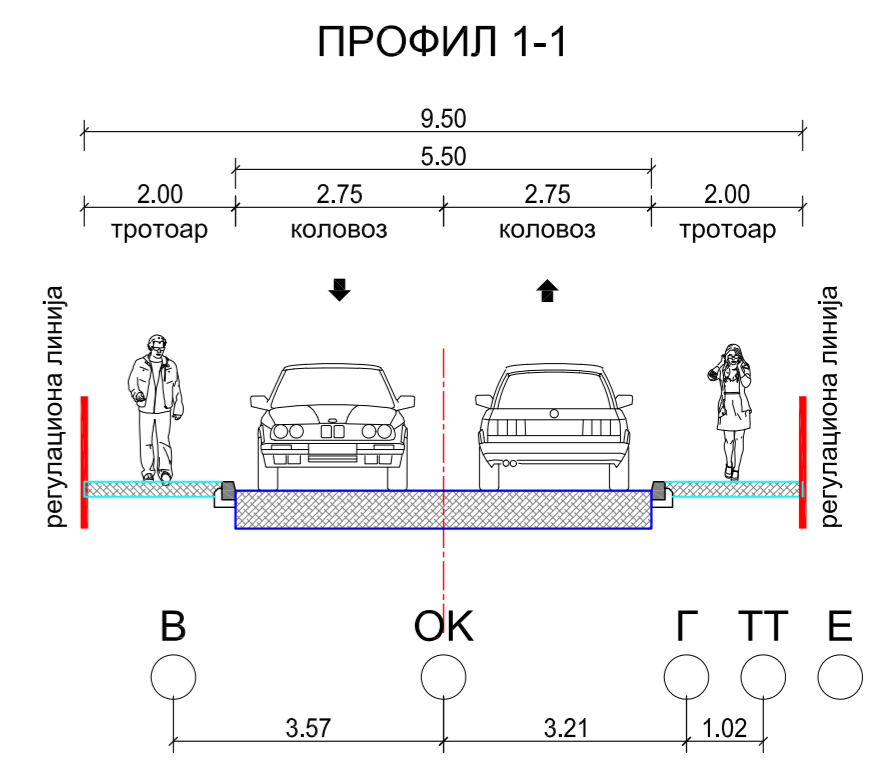 ПРОФИЛ 1-1
9.50
5.50
2.00 2.75 2.75 2.00
тротоар коловоз коловоз тротоар
регулациона линија
регулациона линија
В ОК Г ТТ Е
3.57 3.21 1.02